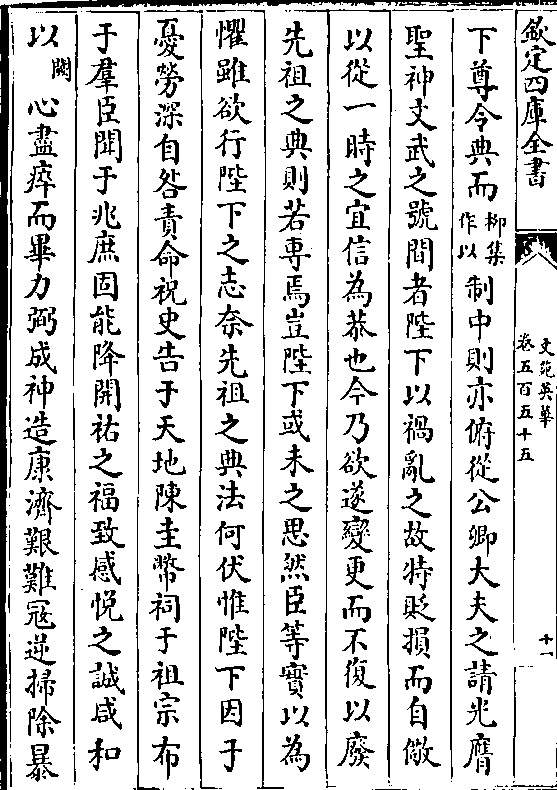 欽定四庫全書
文苑英華
卷五百五十五
十一
下尊令典而柳集作以制中則亦俯從公卿大夫之請光膺
聖神文武之號間者陛下以禍亂之故特貶損而自儆
以從一時之宜信為恭也今乃欲遂變更而不復以廢
先祖之典則若専焉豈陛下或未之思然臣等實以為
懼雖欲行陛下之志奈先祖之典法何伏惟陛下因于
憂勞深自咎責命祝史告于天地陳圭幣祠于祖宗布
于羣臣聞于兆庶固能降開祐之福致感悦之誠咸和
以闕心盡瘁而畢力弼成神造康濟艱難冦逆掃除暴